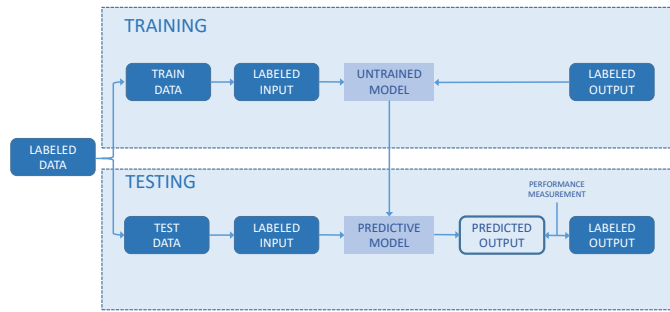 TRAINING
TRAIN
DATA
LABELED
INPUT
UNTRAINED
MODEL
LABELED
OUTPUT
LABELED
DATA
TESTING
PERFORMANCE
MEASUREMENT
TEST
DATA
LABELED
INPUT
PREDICTIVE
MODEL
PREDICTED
OUTPUT
LABELED
OUTPUT